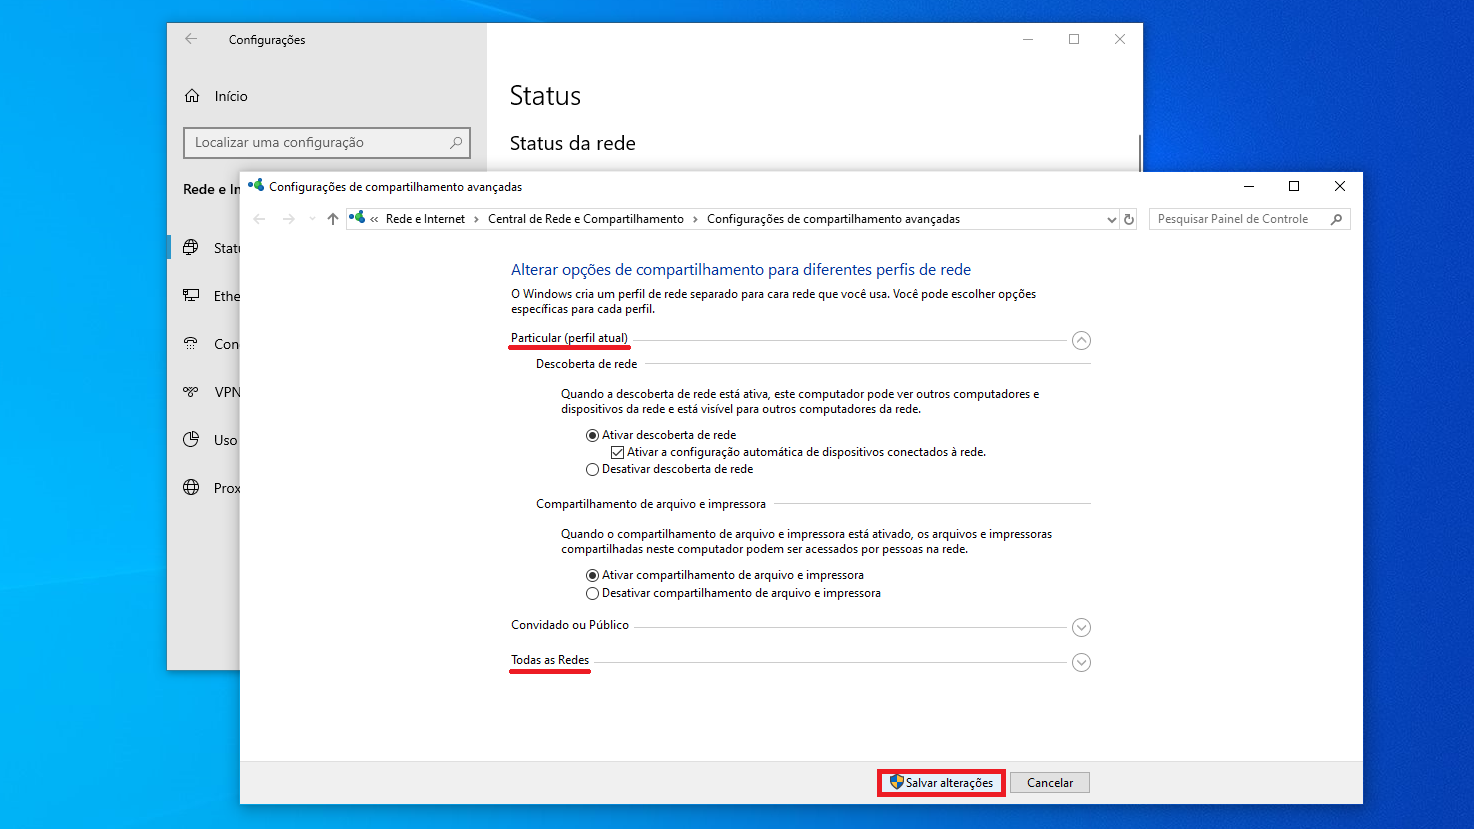 Configurações
Início
Localizar uma configuração
Rede e In
Statu
Ethe
Con
VPN
Uso
Prox
Status
Status da rede
Configurações de compartilhamento avançadas
« Rede e Internet > Central de Rede e Compartilhamento > Configurações de compartilhamento avançadas
Pesquisar Painel de Controle
Alterar opções de compartilhamento para diferentes perfis de rede
O Windows cria um perfil de rede separado para cara rede que você usa. Você pode escolher opções
específicas para cada perfil.
Particular (perfil atual)
Descoberta de rede
Quando a descoberta de rede está ativa, este computador pode ver outros computadores e
dispositivos da rede e está visível para outros computadores da rede.
Ativar descoberta de rede
Ativar a configuração automática de dispositivos conectados à rede.
Desativar descoberta de rede
Compartilhamento de arquivo e impressora
Quando o compartilhamento de arquivo e impressora está ativado, os arquivos e impressoras
compartilhadas neste computador podem ser acessados por pessoas na rede.
Ativar compartilhamento de arquivo e impressora
Desativar compartilhamento de arquivo e impressora
Convidado ou Público
Todas as Redes
Salvar alterações
Cancelar